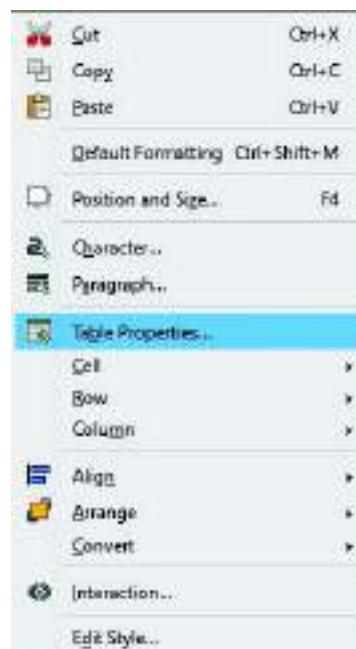 Cut Ctrl+X
Copy Ctrl+C
Paste Ctrl+V
Default Formatting Ctrl+Shift+M
Position and Size... F4
Character...
Paragraph...
Table Properties...
Cell
Row
Column
Align
Arrange
Convert
Interaction...
Edit Style...